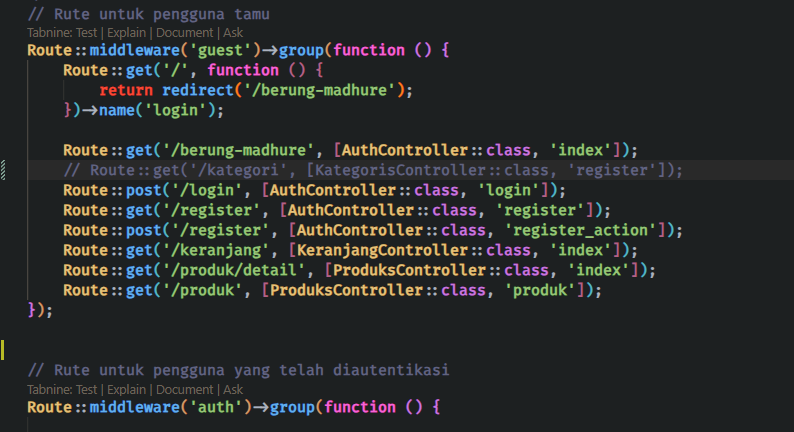 // Rute untuk pengguna tamu
Tabnine: Test | Explain | Document | Ask
Route::middleware('guest')->group(function () {
    Route::get('/', function () {
        return redirect('/berung-madhure');
    })->name('login');

    Route::get('/berung-madhure', [AuthController::class, 'index']);
    // Route::get('/kategori', [KategorisController::class, 'register']);
    Route::post('/login', [AuthController::class, 'login']);
    Route::get('/register', [AuthController::class, 'register']);
    Route::post('/register', [AuthController::class, 'register_action']);
    Route::get('/keranjang', [KeranjangController::class, 'index']);
    Route::get('/produk/detail', [ProduksController::class, 'index']);
    Route::get('/produk', [ProduksController::class, 'produk']);
});

// Rute untuk pengguna yang telah diautentikasi
Tabnine: Test | Explain | Document | Ask
Route::middleware('auth')->group(function () {